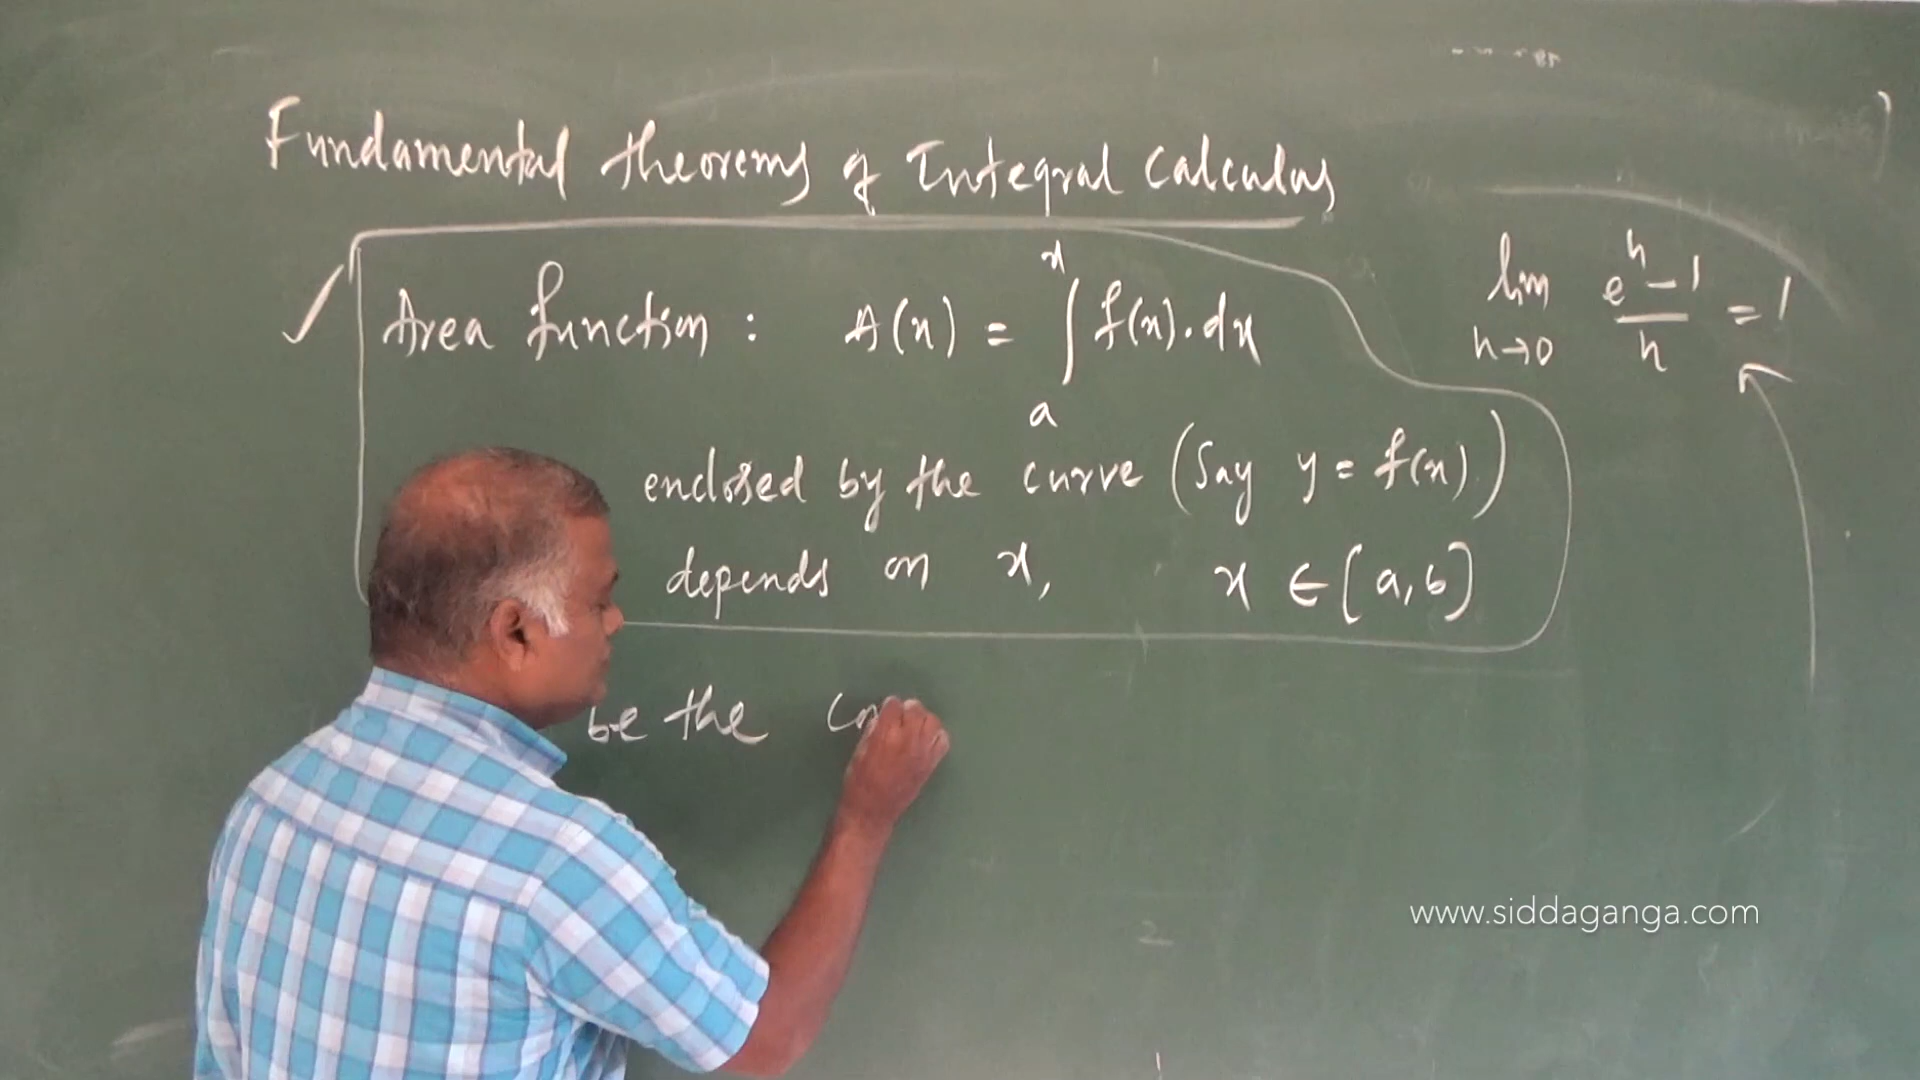 Fundamental theorems of Integral Calculus
Area function : A(x) = ∫ₐˣ f(x).dx
enclosed by the curve (Say y = f(x))
depends on x, x ∈ [a,b]
be the
lim h→0 (e^h - 1)/h = 1
www.siddaganga.com